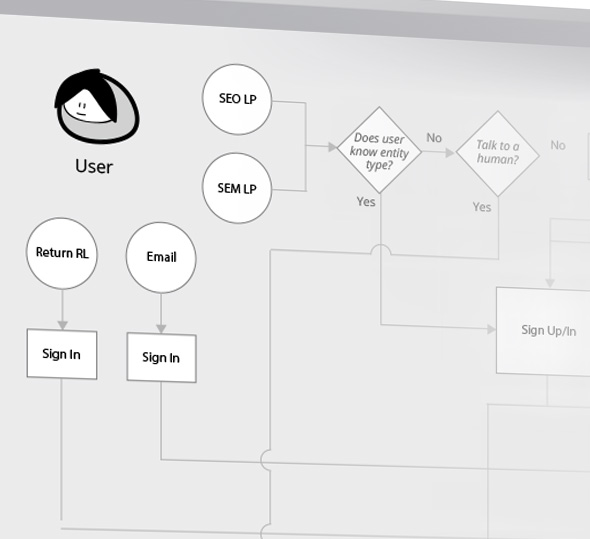 User
SEO LP
SEM LP
Does user
know entity
type?
No
Talk to a
human?
No
Yes
Yes
Return RL
Email
Sign In
Sign In
Sign Up/In